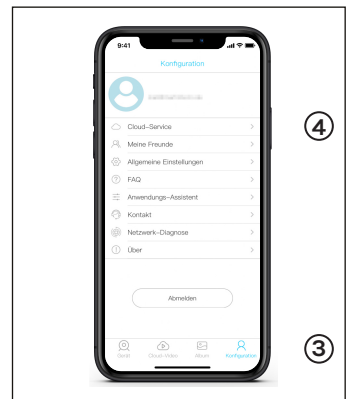 9:41
Konfiguration
Cloud-Service
④
Meine Freunde
Allgemeine Einstellungen
FAQ
Anwendungs-Assistent
Kontakt
Netzwerk-Diagnose
Über
Abmelden
Gerät Cloud-Video Album Konfiguration
③